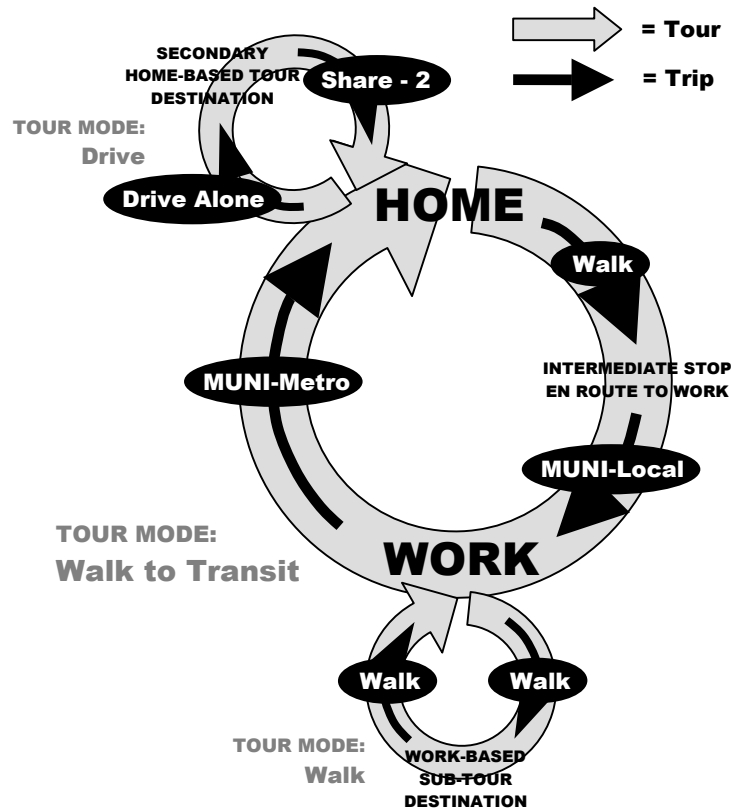 = Tour
= Trip
SECONDARY
HOME-BASED TOUR
DESTINATION
Share - 2
TOUR MODE:
Drive
Drive Alone
HOME
Walk
MUNI-Metro
INTERMEDIATE STOP
EN ROUTE TO WORK
MUNI-Local
TOUR MODE:
Walk to Transit
WORK
Walk
Walk
TOUR MODE:
Walk
WORK-BASED
SUB-TOUR
DESTINATION